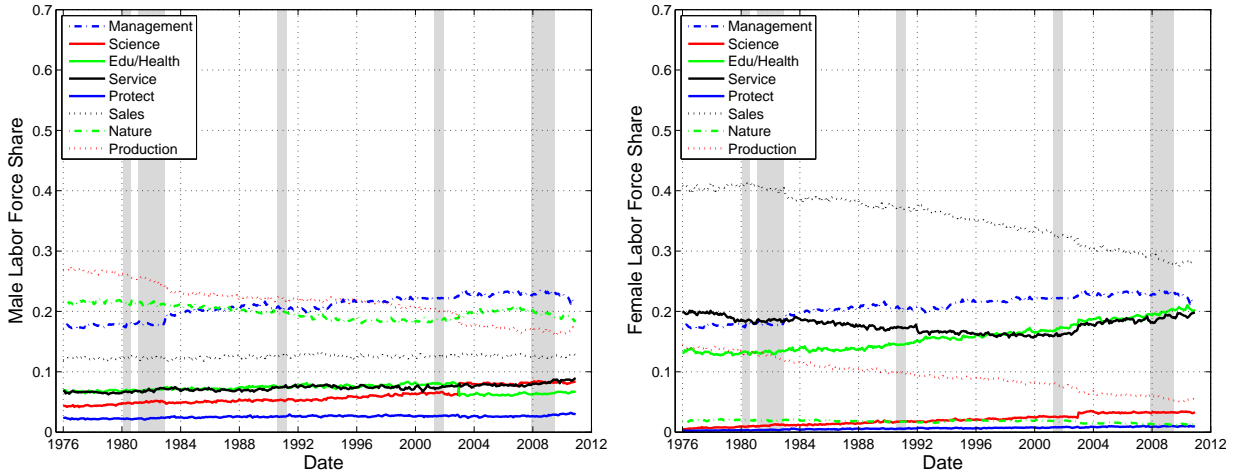 0.7
0.6
0.5
0.4
0.3
0.2
0.1
0
Male Labor Force Share
Management
Science
Edu/Health
Service
Protect
Sales
Nature
Production
1976 1980 1984 1988 1992 1996 2000 2004 2008 2012
Date
0.7
0.6
0.5
0.4
0.3
0.2
0.1
0
Female Labor Force Share
Management
Science
Edu/Health
Service
Protect
Sales
Nature
Production
1976 1980 1984 1988 1992 1996 2000 2004 2008 2012
Date